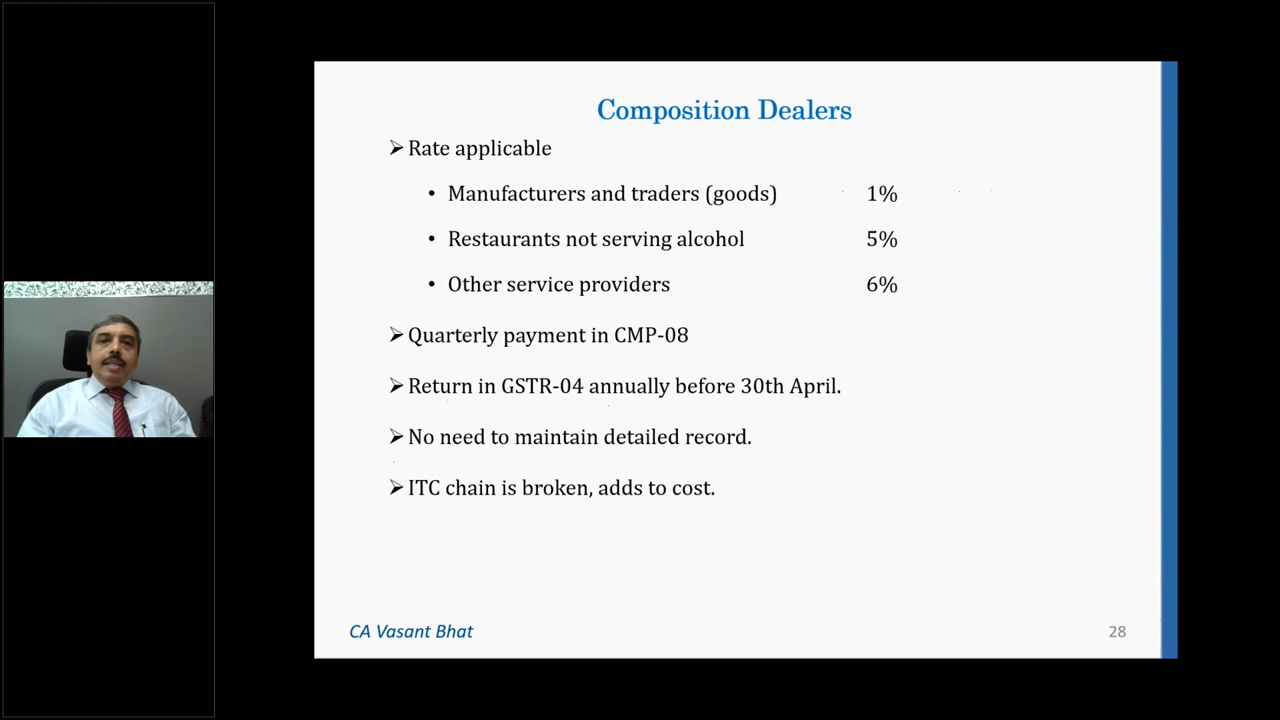 Composition Dealers
➢ Rate applicable
• Manufacturers and traders (goods) 1%
• Restaurants not serving alcohol 5%
• Other service providers 6%
➢ Quarterly payment in CMP-08
➢ Return in GSTR-04 annually before 30th April.
➢ No need to maintain detailed record.
➢ ITC chain is broken, adds to cost.
CA Vasant Bhat 28